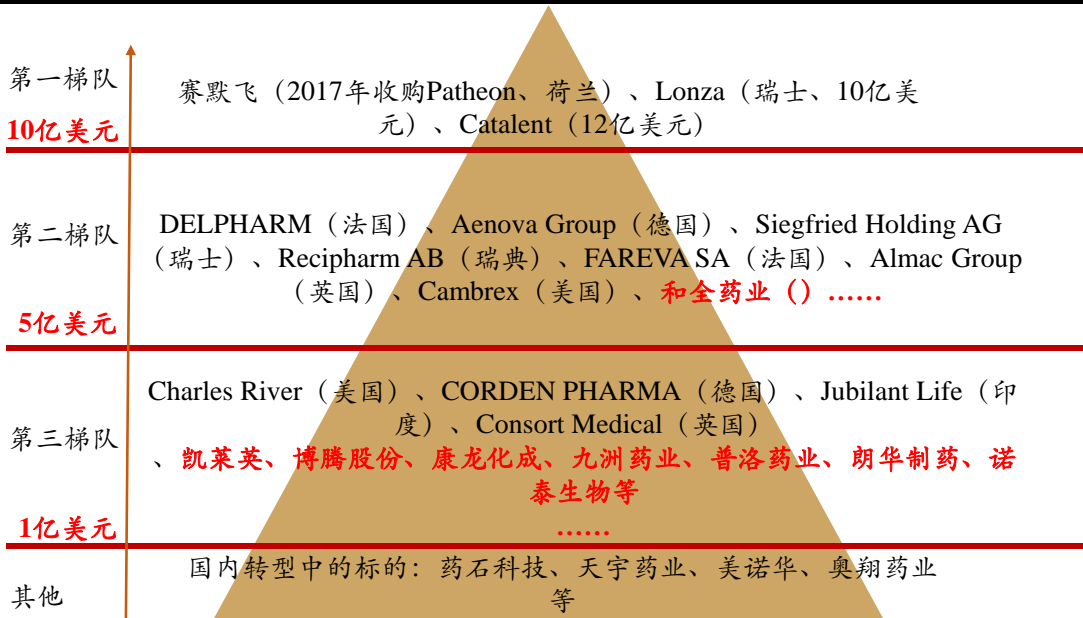 第一梯队
10亿美元
赛默飞（2017年收购Patheon、荷兰）、Lonza（瑞士、10亿美
元）、Catalent（12亿美元）
第二梯队
5亿美元
DELPHARM（法国）、Aenova Group（德国）、Siegfried Holding AG
（瑞士）、Recipharm AB（瑞典）、FAREVA SA（法国）、Almac Group
（英国）、Cambrex（美国）、和全药业（）……
第三梯队
1亿美元
Charles River（美国）、CORDEN PHARMA（德国）、Jubilant Life（印
度）、Consort Medical（英国）
、凯莱英、博腾股份、康龙化成、九洲药业、普洛药业、朗华制药、诺
泰生物等
……
其他
国内转型中的标的：药石科技、天宇药业、美诺华、奥翔药业
等